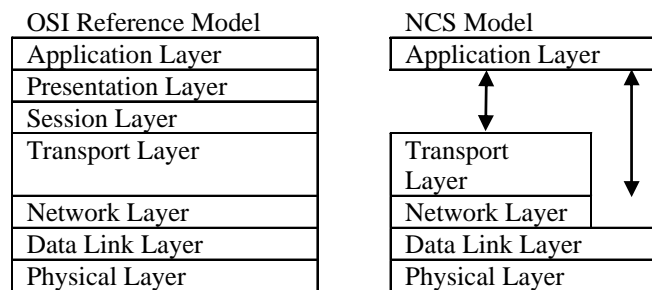 OSI Reference Model
Application Layer
Presentation Layer
Session Layer
Transport Layer
Network Layer
Data Link Layer
Physical Layer
NCS Model
Application Layer
Transport
Layer
Network Layer
Data Link Layer
Physical Layer